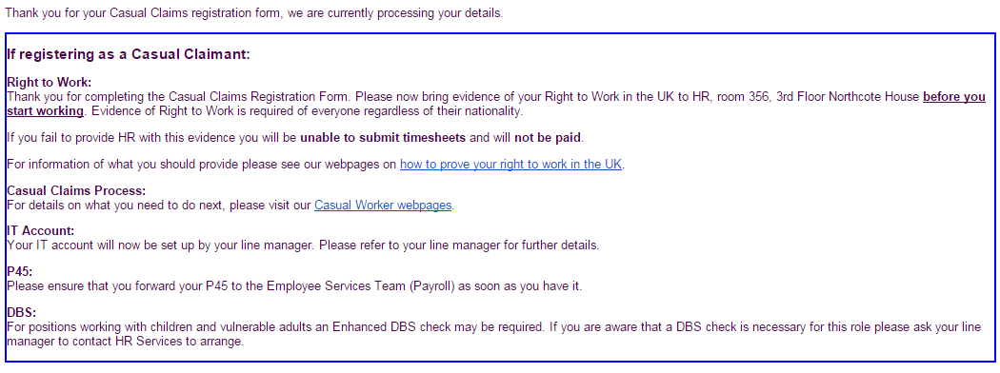 Thank you for your Casual Claims registration form, we are currently processing your details.
If registering as a Casual Claimant:
Right to Work:
Thank you for completing the Casual Claims Registration Form. Please now bring evidence of your Right to Work in the UK to HR, room 356, 3rd Floor Northcote House before you
start working. Evidence of Right to Work is required of everyone regardless of their nationality.
If you fail to provide HR with this evidence you will be unable to submit timesheets and will not be paid.
For information of what you should provide please see our webpages on how to prove your right to work in the UK.
Casual Claims Process:
For details on what you need to do next, please visit our Casual Worker webpages.
IT Account:
Your IT account will now be set up by your line manager. Please refer to your line manager for further details.
P45:
Please ensure that you forward your P45 to the Employee Services Team (Payroll) as soon as you have it.
DBS:
For positions working with children and vulnerable adults an Enhanced DBS check may be required. If you are aware that a DBS check is necessary for this role please ask your line
manager to contact HR Services to arrange.